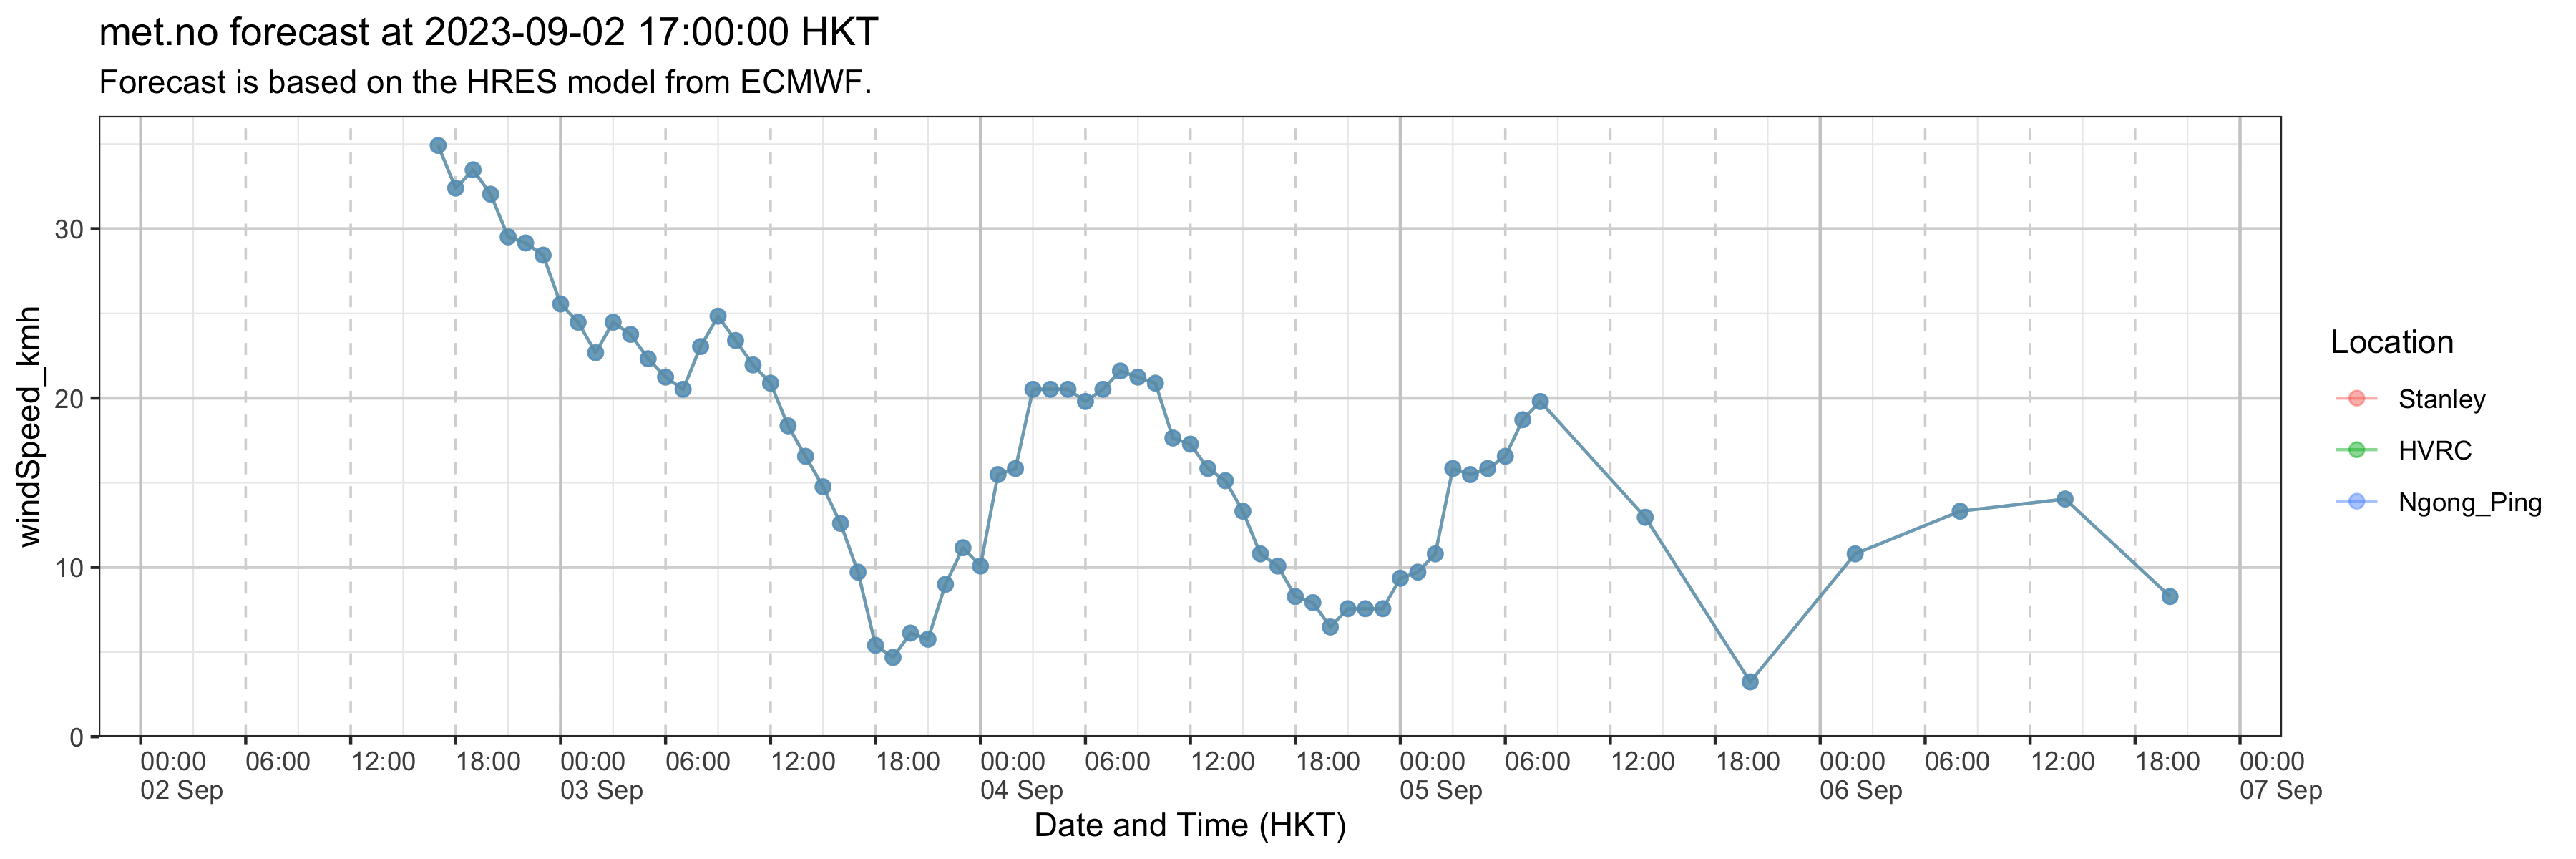 met.no forecast at 2023-09-02 17:00:00 HKT
Forecast is based on the HRES model from ECMWF.
windSpeed_kmh
30
20
10
0
00:00 06:00 12:00 18:00 00:00 06:00 12:00 18:00 00:00 06:00 12:00 18:00 00:00 06:00 12:00 18:00 00:00 06:00 12:00 18:00 00:00
02 Sep 03 Sep 04 Sep 05 Sep 06 Sep 07 Sep
Date and Time (HKT)
Location
Stanley
HVRC
Ngong_Ping